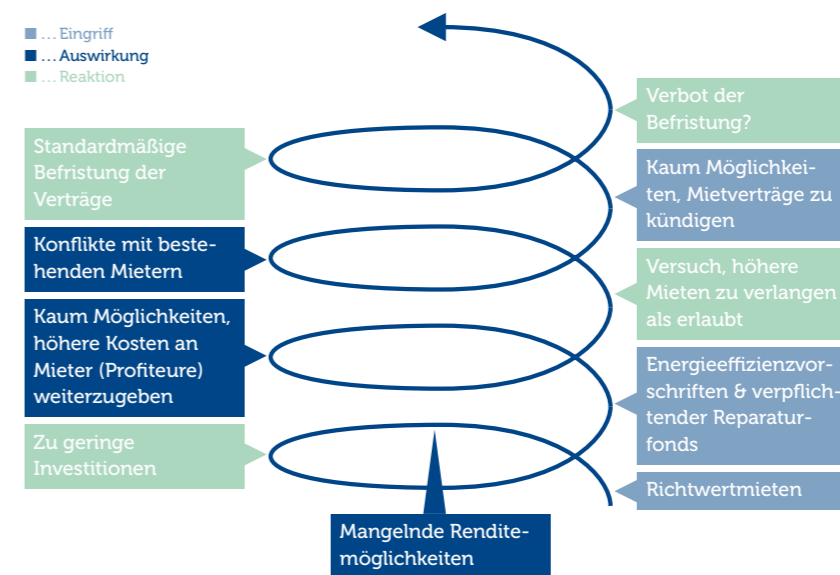 … Eingriff
… Auswirkung
… Reaktion
Verbot der
Befristung?
Standardmäßige
Befristung der
Verträge
Kaum Möglichkei-
ten, Mietverträge zu
kündigen
Konflikte mit beste-
henden Mietern
Versuch, höhere
Mieten zu verlangen
als erlaubt
Kaum Möglichkeiten,
höhere Kosten an
Mieter (Profiteure)
weiterzugeben
Energieeffizienzvor-
schriften & verpflich-
tender Reparatur-
fonds
Zu geringe
Investitionen
Richtwertmieten
Mangelnde Rendite-
möglichkeiten